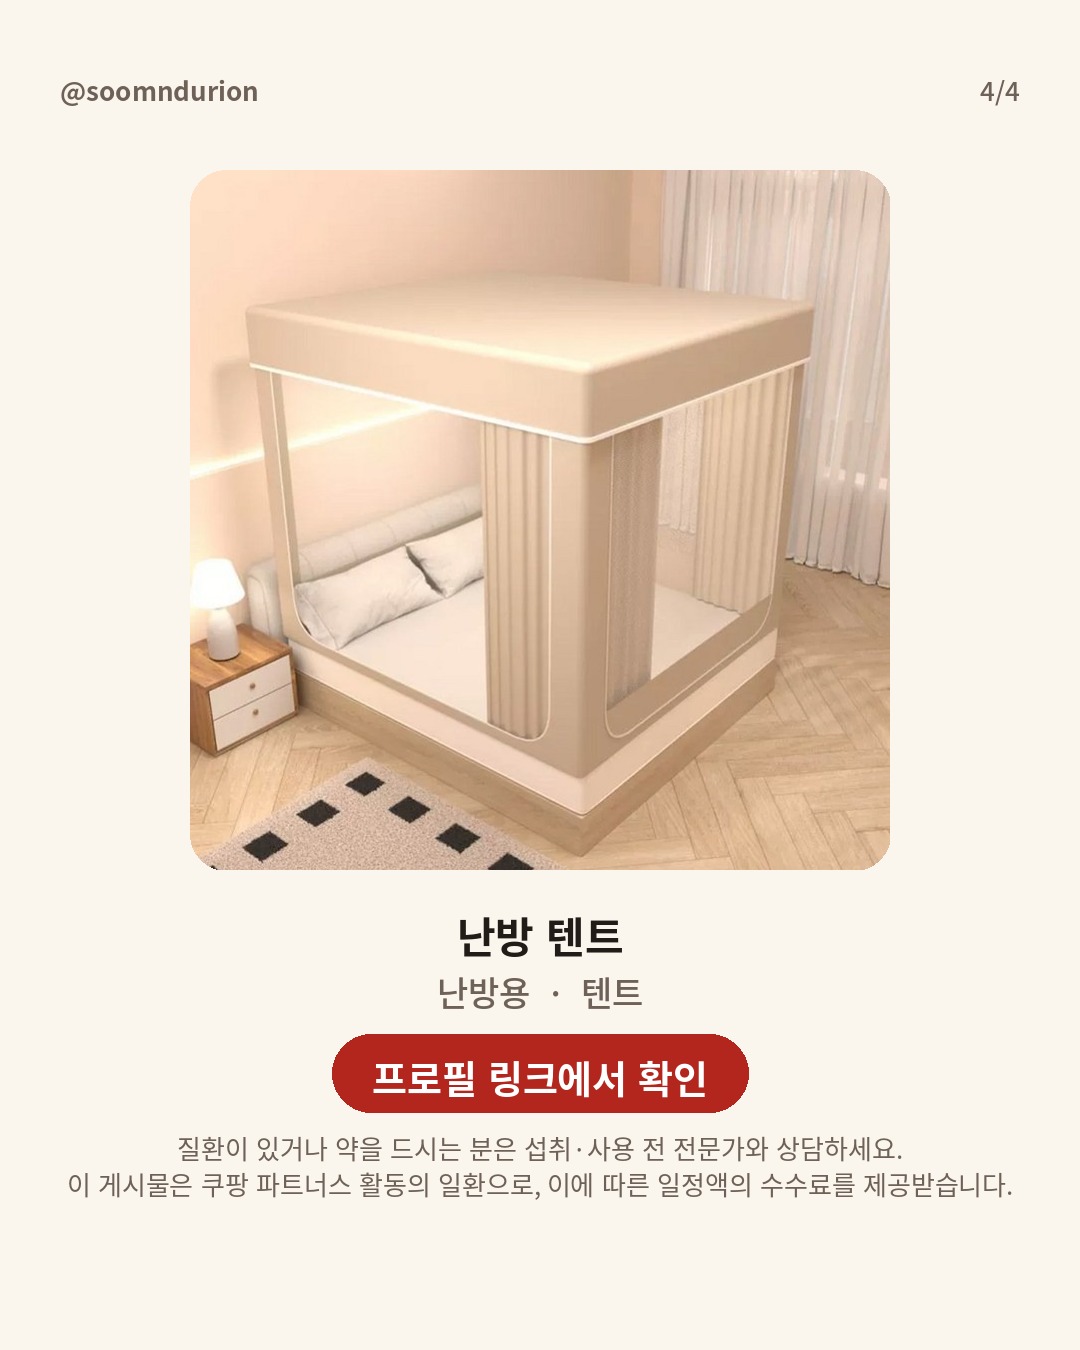 @soomndurion
4/4
난방 텐트
난방용 · 텐트
프로필 링크에서 확인
질환이 있거나 약을 드시는 분은 섭취·사용 전 전문가와 상담하세요.
이 게시물은 쿠팡 파트너스 활동의 일환으로, 이에 따른 일정액의 수수료를 제공받습니다.